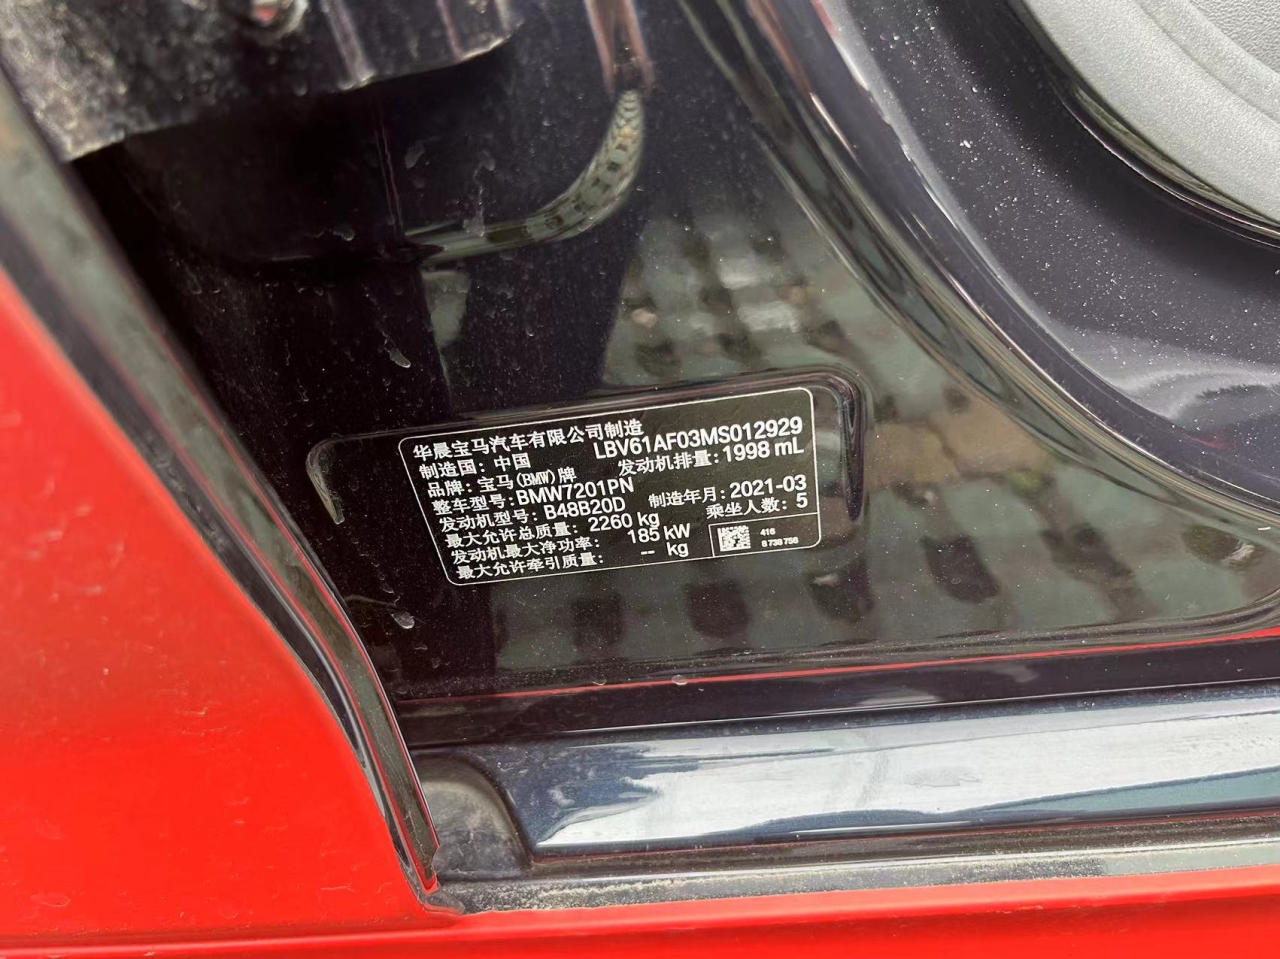 华晨宝马汽车有限公司制造
制造国: 中国 LBV61AF03MS012929
品牌: 宝马(BMW)牌 发动机排量: 1998 mL
整车型号: BMW7201PN
发动机型号: B48B20D 制造年月: 2021-03
最大允许总质量: 2260 kg 乘坐人数: 5
发动机最大净功率: 185 kW
最大允许牵引质量: -- kg
416
8 738 756